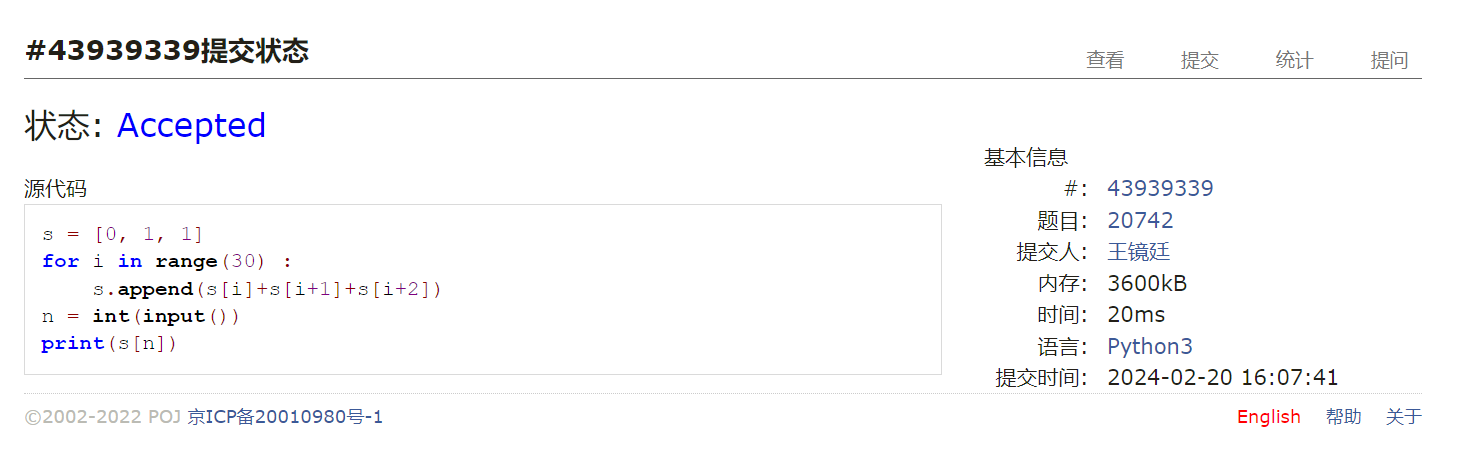 #43939339提交状态
查看 提交 统计 提问
状态: Accepted
源代码
s = [0, 1, 1]
for i in range(30) :
    s.append(s[i]+s[i+1]+s[i+2])
n = int(input())
print(s[n])
基本信息
#: 43939339
题目: 20742
提交人: 王镜廷
内存: 3600kB
时间: 20ms
语言: Python3
提交时间: 2024-02-20 16:07:41
©2002-2022 POJ 京ICP备20010980号-1
English 帮助 关于